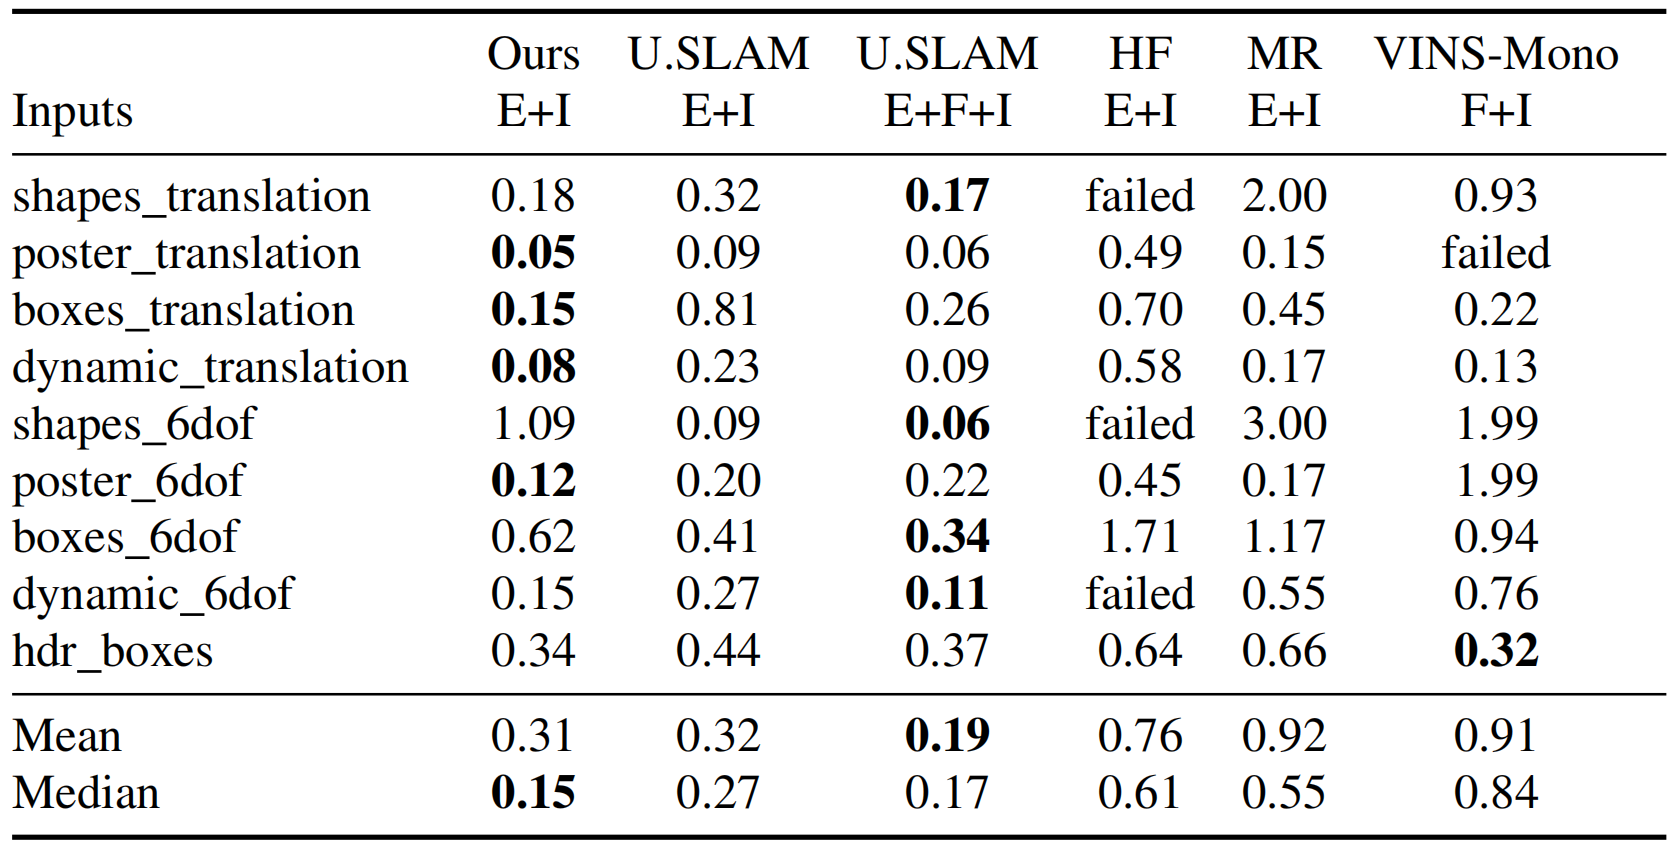 Ours U.SLAM U.SLAM HF MR VINS-Mono
Inputs E+I E+I E+F+I E+I E+I F+I
shapes_translation 0.18 0.32 0.17 failed 2.00 0.93
poster_translation 0.05 0.09 0.06 0.49 0.15 failed
boxes_translation 0.15 0.81 0.26 0.70 0.45 0.22
dynamic_translation 0.08 0.23 0.09 0.58 0.17 0.13
shapes_6dof 1.09 0.09 0.06 failed 3.00 1.99
poster_6dof 0.12 0.20 0.22 0.45 0.17 1.99
boxes_6dof 0.62 0.41 0.34 1.71 1.17 0.94
dynamic_6dof 0.15 0.27 0.11 failed 0.55 0.76
hdr_boxes 0.34 0.44 0.37 0.64 0.66 0.32
Mean 0.31 0.32 0.19 0.76 0.92 0.91
Median 0.15 0.27 0.17 0.61 0.55 0.84